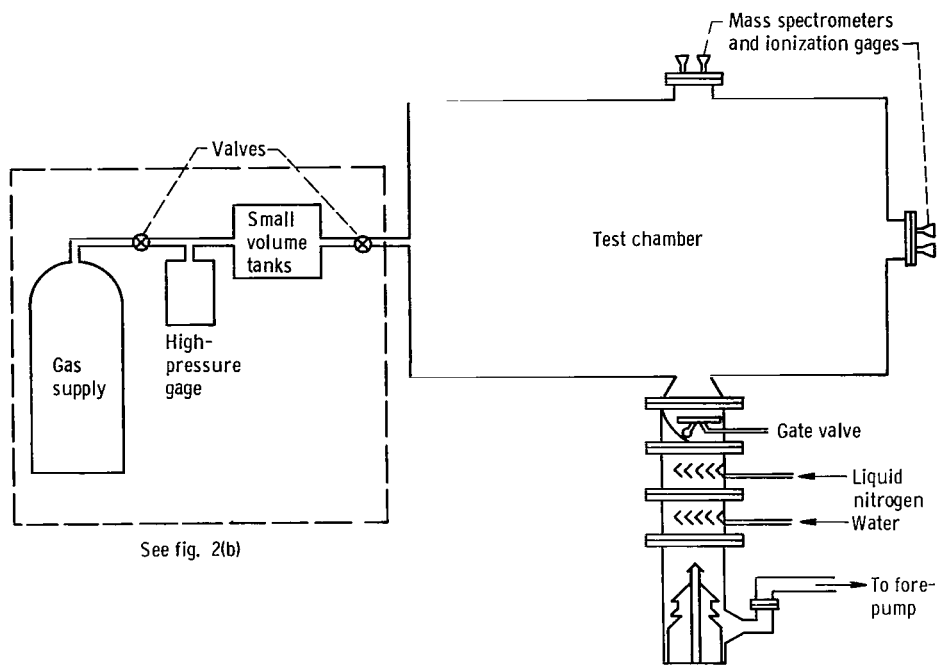 Mass spectrometers
and ionization gages
Valves
Small
volume
tanks
Test chamber
High-
pressure
gage
Gas
supply
Gate valve
Liquid
nitrogen
Water
See fig. 2(b)
To fore-
pump